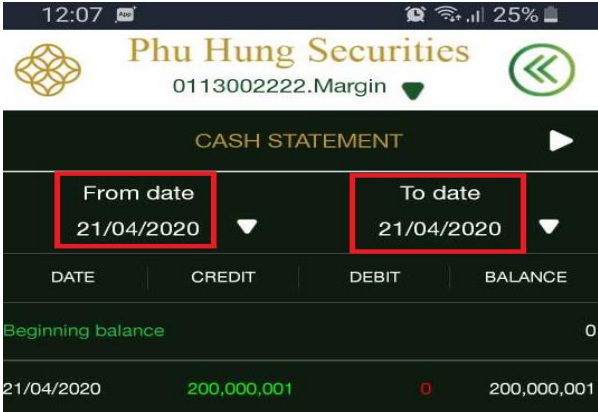 12:07 App 25%
Phu Hung Securities
0113002222.Margin
CASH STATEMENT
From date To date
21/04/2020 21/04/2020
DATE CREDIT DEBIT BALANCE
Beginning balance 0
21/04/2020 200,000,001 0 200,000,001